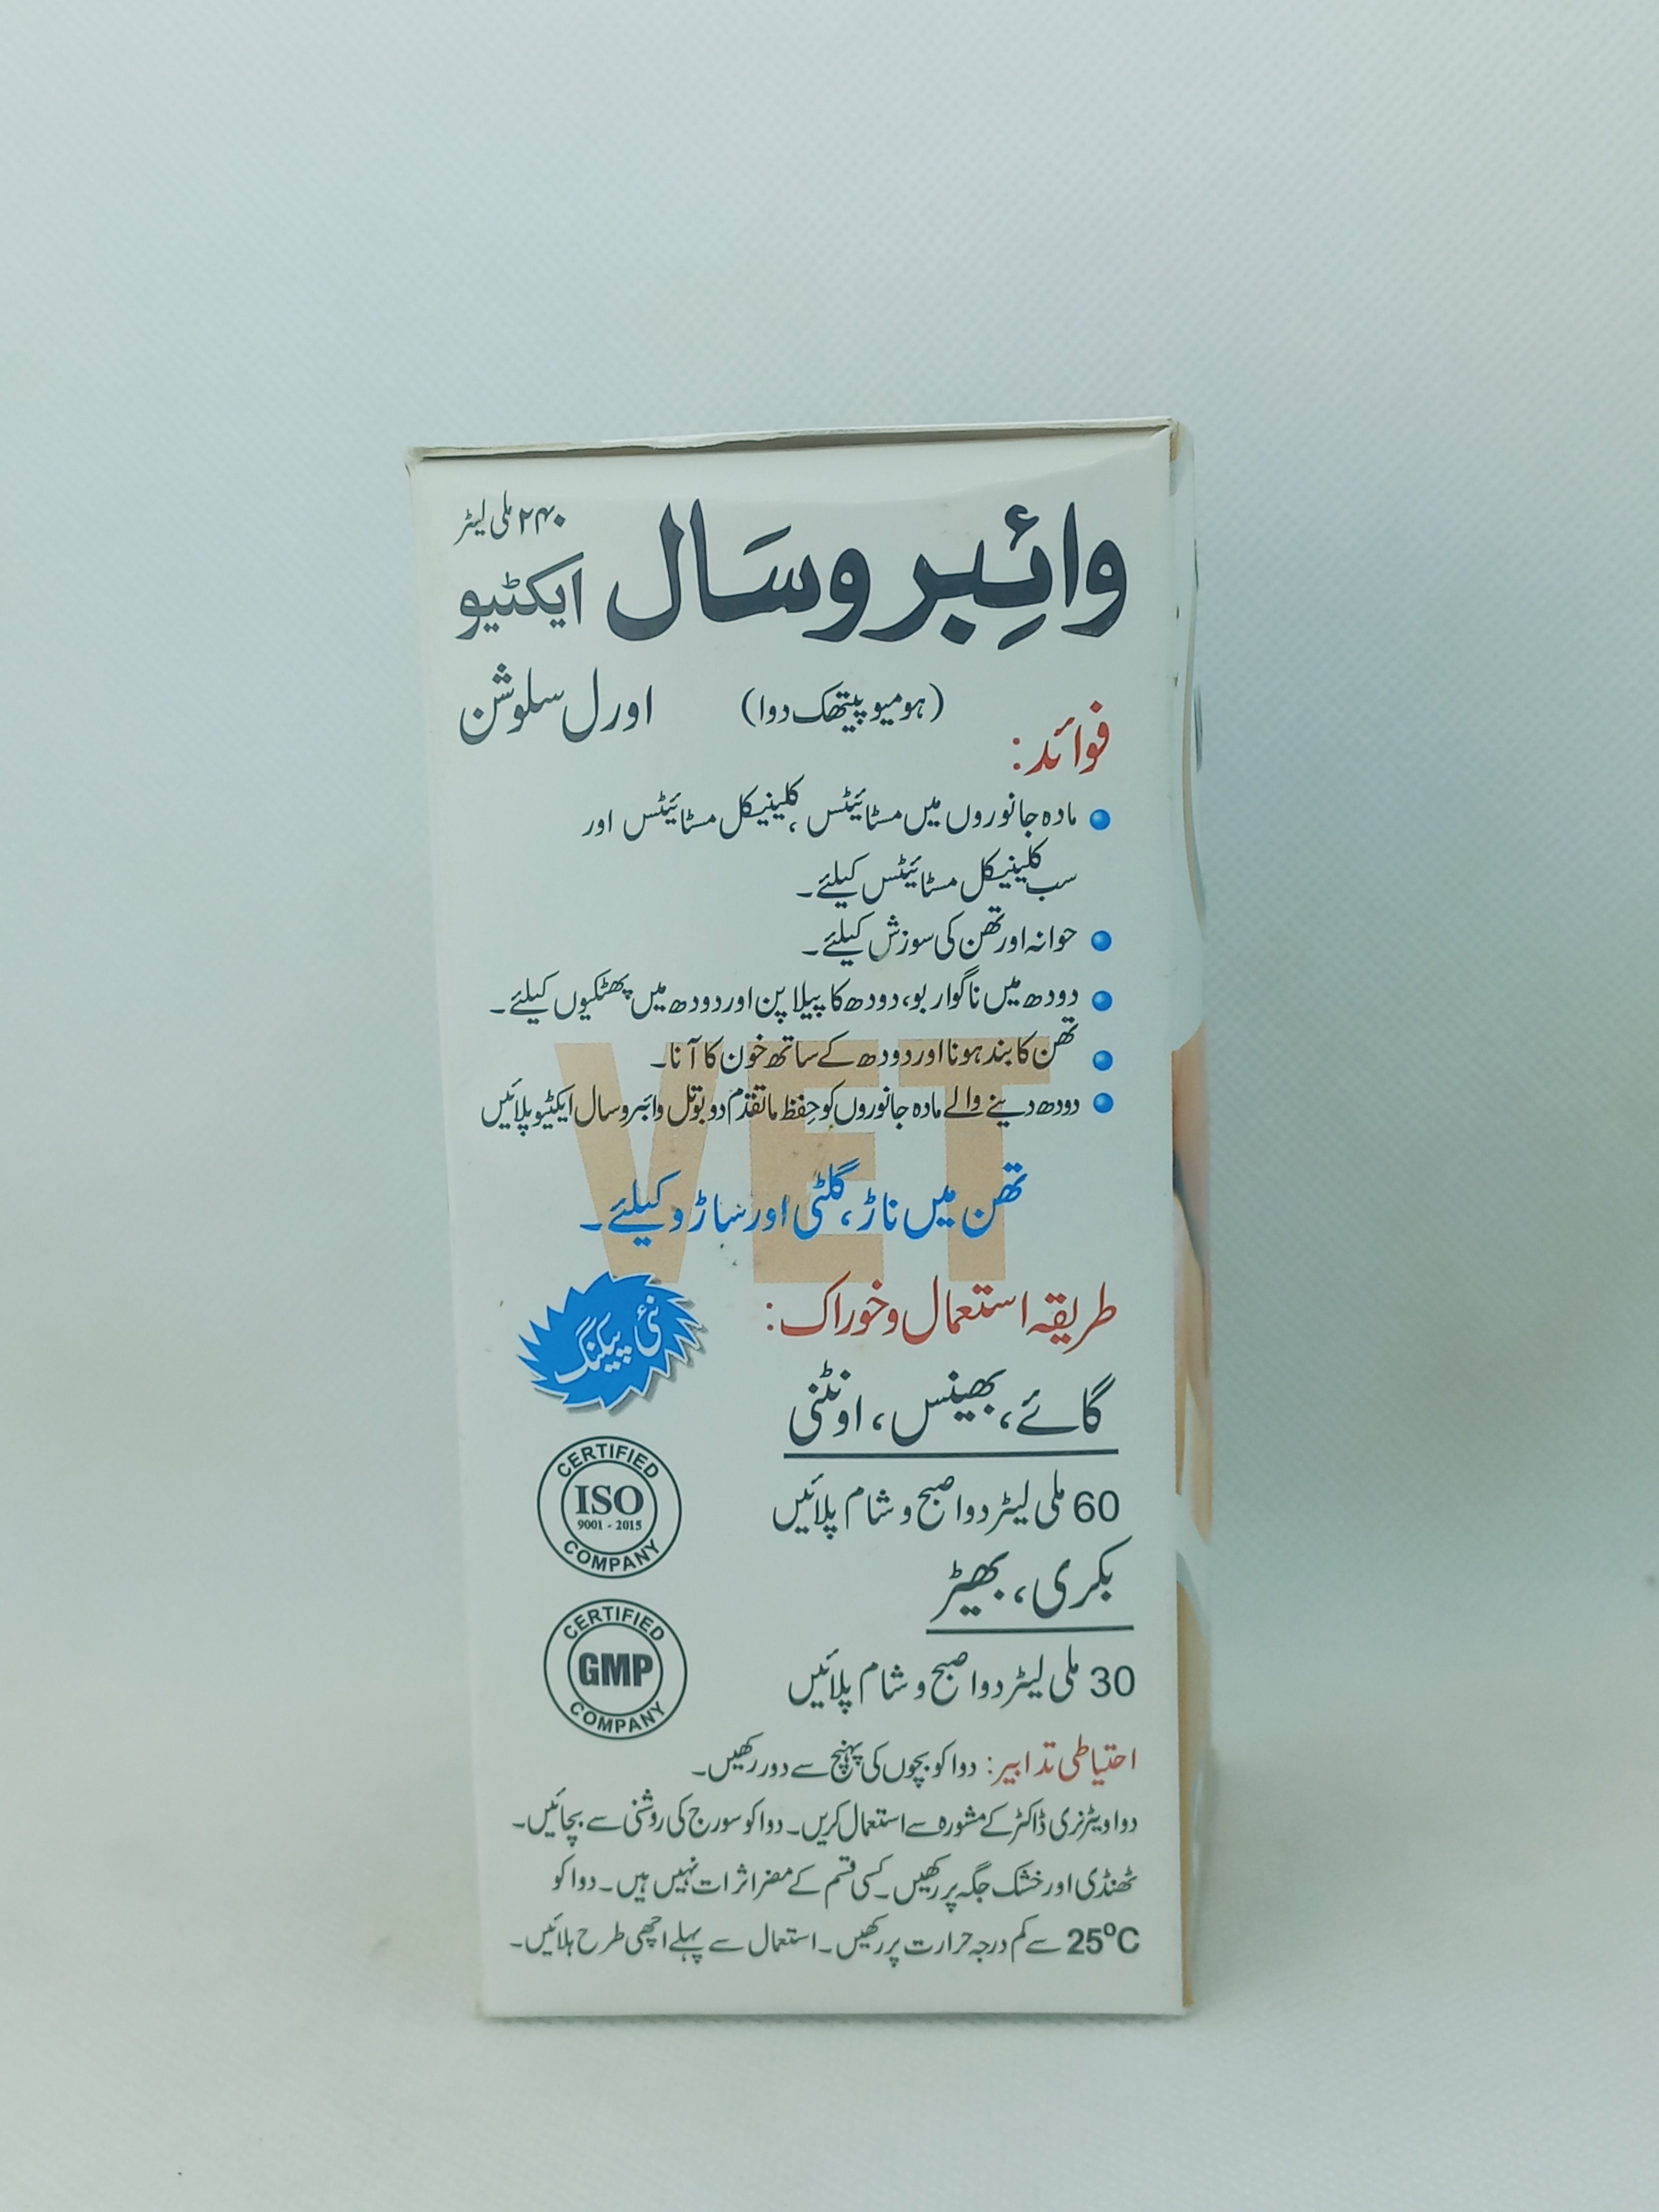 وائبروسَال ایکٹیو
۲۴۰ ملی لیٹر
(ہومیوپیتھک دوا)
اورل سلوشن
فوائد:
مادہ جانوروں میں مسٹائیٹس، کلینیکل مسٹائیٹس اور
سب کلینیکل مسٹائیٹس کیلئے۔
حوانہ اور تھن کی سوزش کیلئے۔
دودھ میں ناگوار بو، دودھ کا پیلا پن اور دودھ میں پھٹکیوں کیلئے۔
تھن کا بند ہونا اور دودھ کے ساتھ خون کا آنا۔
دودھ دینے والے مادہ جانوروں کو حِفظ ماتقدّم دو بوتل وائبروسال ایکٹیو پلائیں
VET
تھن میں ناڑ، گلٹی اور ساڑو کیلئے۔
طریقہ استعمال و خوراک:
نئی پیکنگ
گائے، بھینس، اونٹنی
60 ملی لیٹر دوا صبح و شام پلائیں
CERTIFIED
ISO
9001 - 2015
COMPANY
بکری، بھیڑ
30 ملی لیٹر دوا صبح و شام پلائیں
CERTIFIED
GMP
COMPANY
احتیاطی تدابیر: دوا کو بچوں کی پہنچ سے دور رکھیں۔
دوا ویٹرنری ڈاکٹر کے مشورہ سے استعمال کریں۔ دوا کو سورج کی روشنی سے بچائیں۔
ٹھنڈی اور خشک جگہ پر رکھیں۔ کسی قسم کے مضر اثرات نہیں ہیں۔ دوا کو
25ºC سے کم درجہ حرارت پر رکھیں۔ استعمال سے پہلے اچھی طرح ہلائیں۔